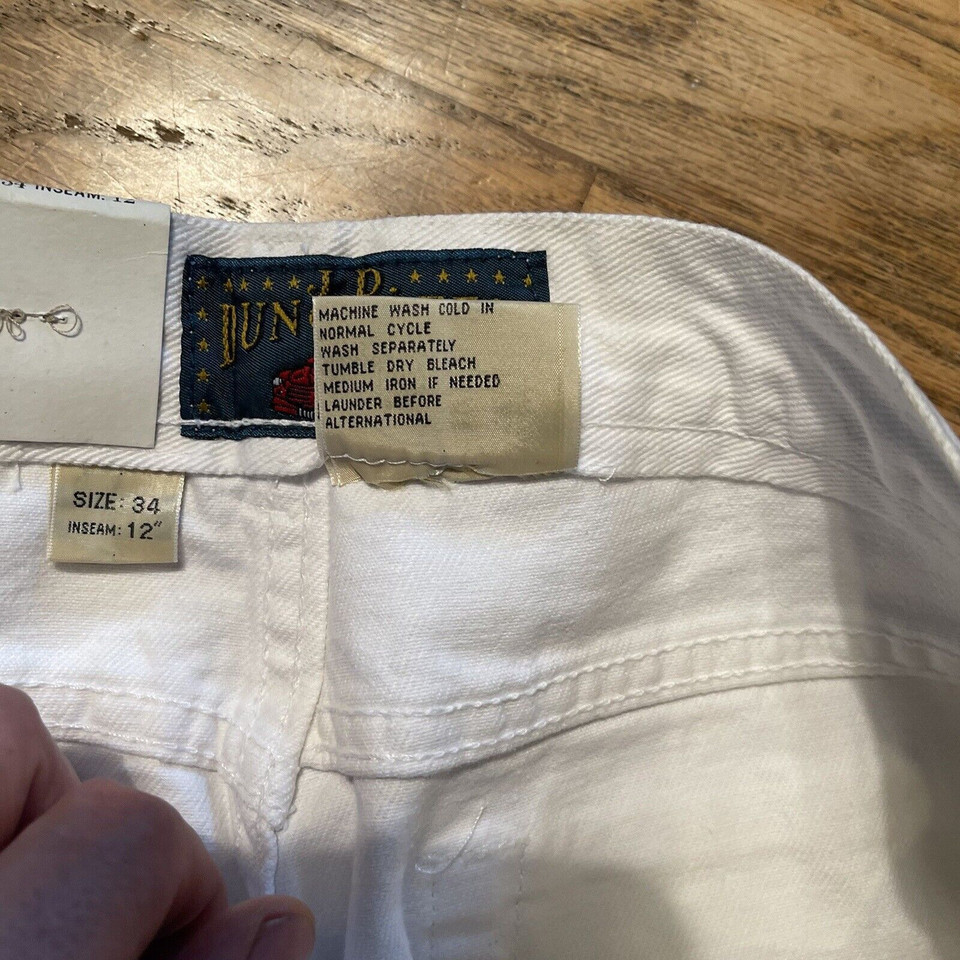 34 INSEAM: 12
J.P.
JUN
MACHINE WASH COLD IN
NORMAL CYCLE
WASH SEPARATELY
TUMBLE DRY BLEACH
MEDIUM IRON IF NEEDED
LAUNDER BEFORE
ALTERNATIONAL
SIZE: 34
INSEAM: 12"